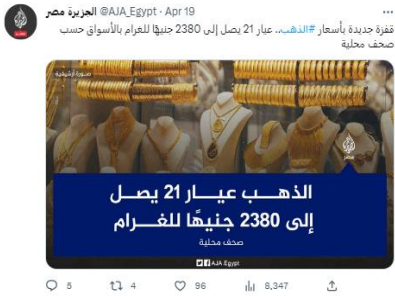 الجزيرة مصر @AJA_Egypt · Apr 19
قفزة جديدة بأسعار #الذهب.. عيار 21 يصل إلى 2380 جنيهًا للغرام بالأسواق حسب
صحف محلية
صورة أرشيفية
مصر
الذهب عيار 21 يصل
إلى 2380 جنيهًا للغرام
صحف محلية
AJA Egypt
5 4 96 8,347